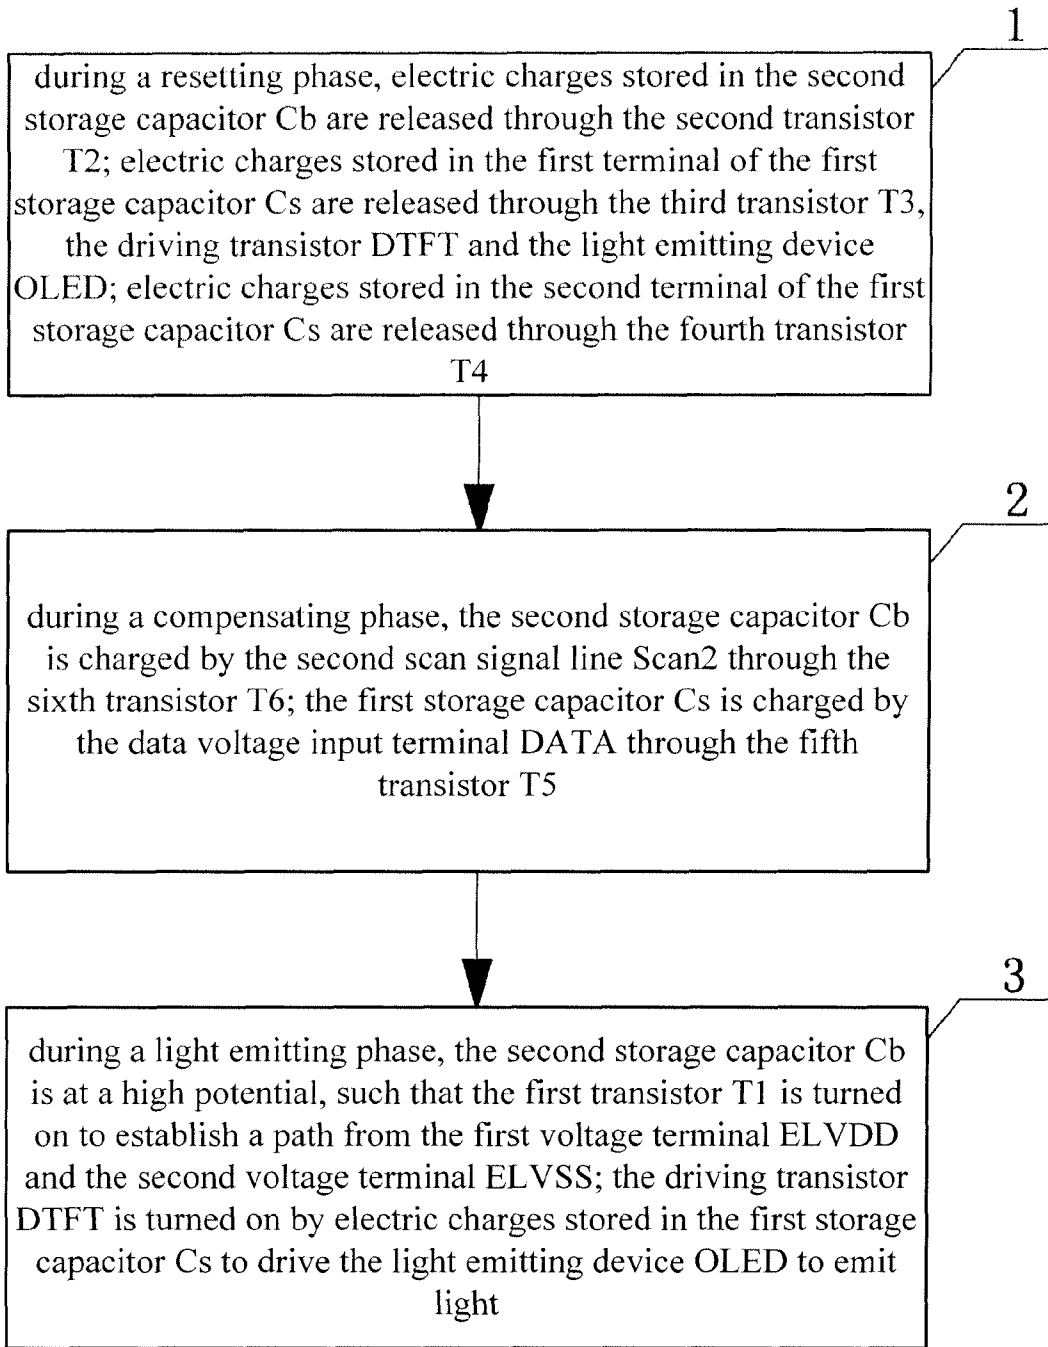 1
during a resetting phase, electric charges stored in the second
storage capacitor Cb are released through the second transistor
T2; electric charges stored in the first terminal of the first
storage capacitor Cs are released through the third transistor T3,
the driving transistor DTFT and the light emitting device
OLED; electric charges stored in the second terminal of the first
storage capacitor Cs are released through the fourth transistor
T4
2
during a compensating phase, the second storage capacitor Cb
is charged by the second scan signal line Scan2 through the
sixth transistor T6; the first storage capacitor Cs is charged by
the data voltage input terminal DATA through the fifth
transistor T5
3
during a light emitting phase, the second storage capacitor Cb
is at a high potential, such that the first transistor T1 is turned
on to establish a path from the first voltage terminal ELVDD
and the second voltage terminal ELVSS; the driving transistor
DTFT is turned on by electric charges stored in the first storage
capacitor Cs to drive the light emitting device OLED to emit
light